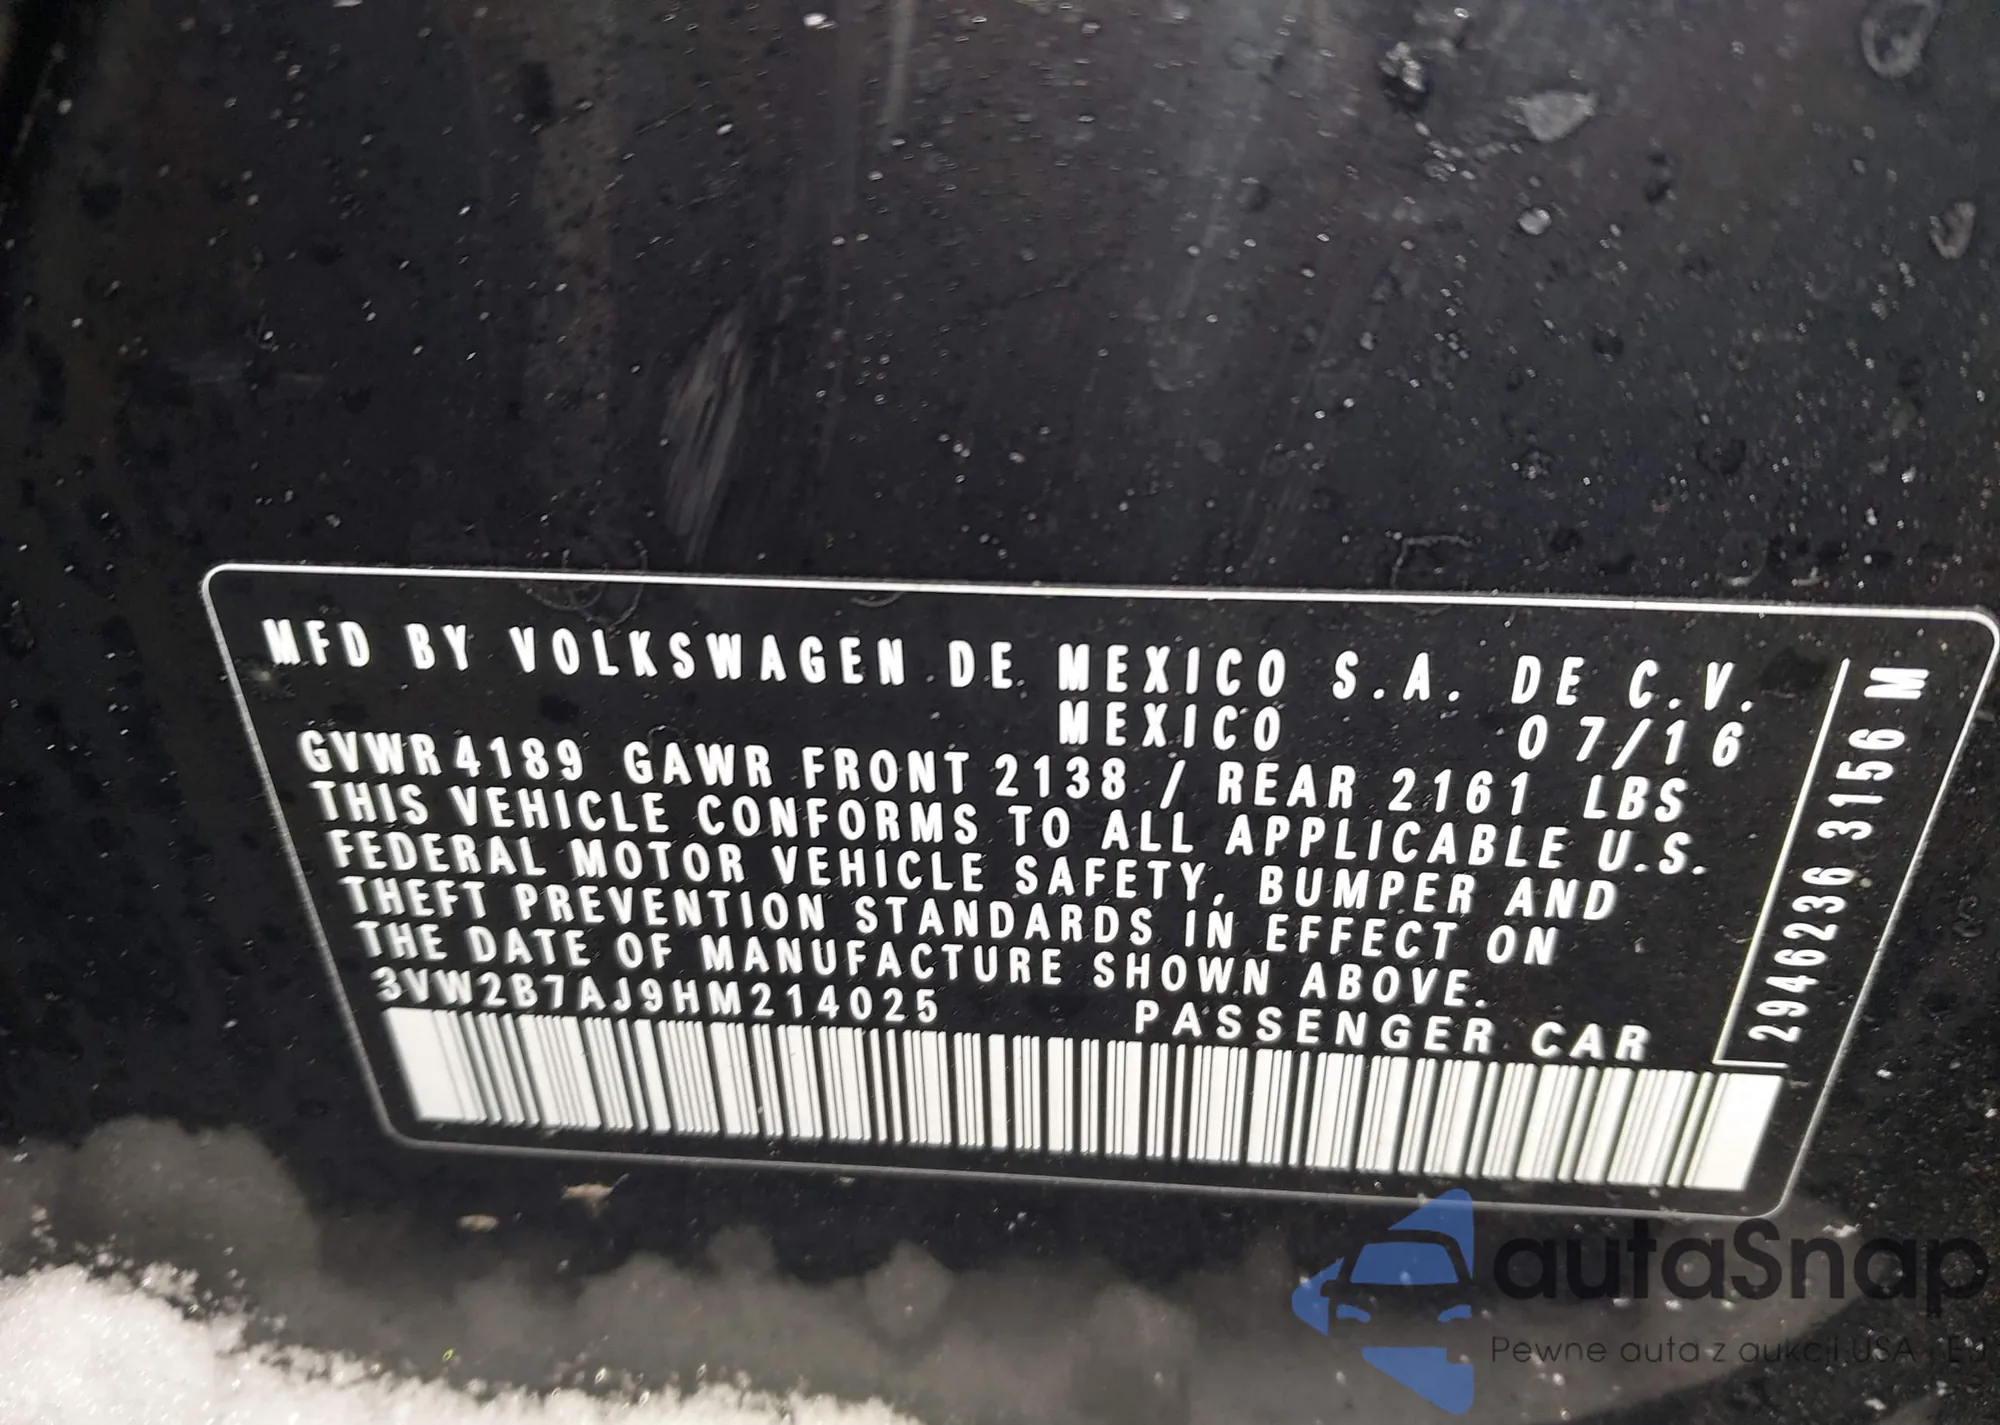 MFD BY VOLKSWAGEN DE MEXICO S.A. DE C.V.
MEXICO 07/16
GVWR 4189 GAWR FRONT 2138 / REAR 2161 LBS
THIS VEHICLE CONFORMS TO ALL APPLICABLE U.S.
FEDERAL MOTOR VEHICLE SAFETY, BUMPER AND
THEFT PREVENTION STANDARDS IN EFFECT ON
THE DATE OF MANUFACTURE SHOWN ABOVE.
3VW2B7AJ9HM214025 PASSENGER CAR
2946236 3156 M
autaSnap
Pewne auta z aukcji USA i EU